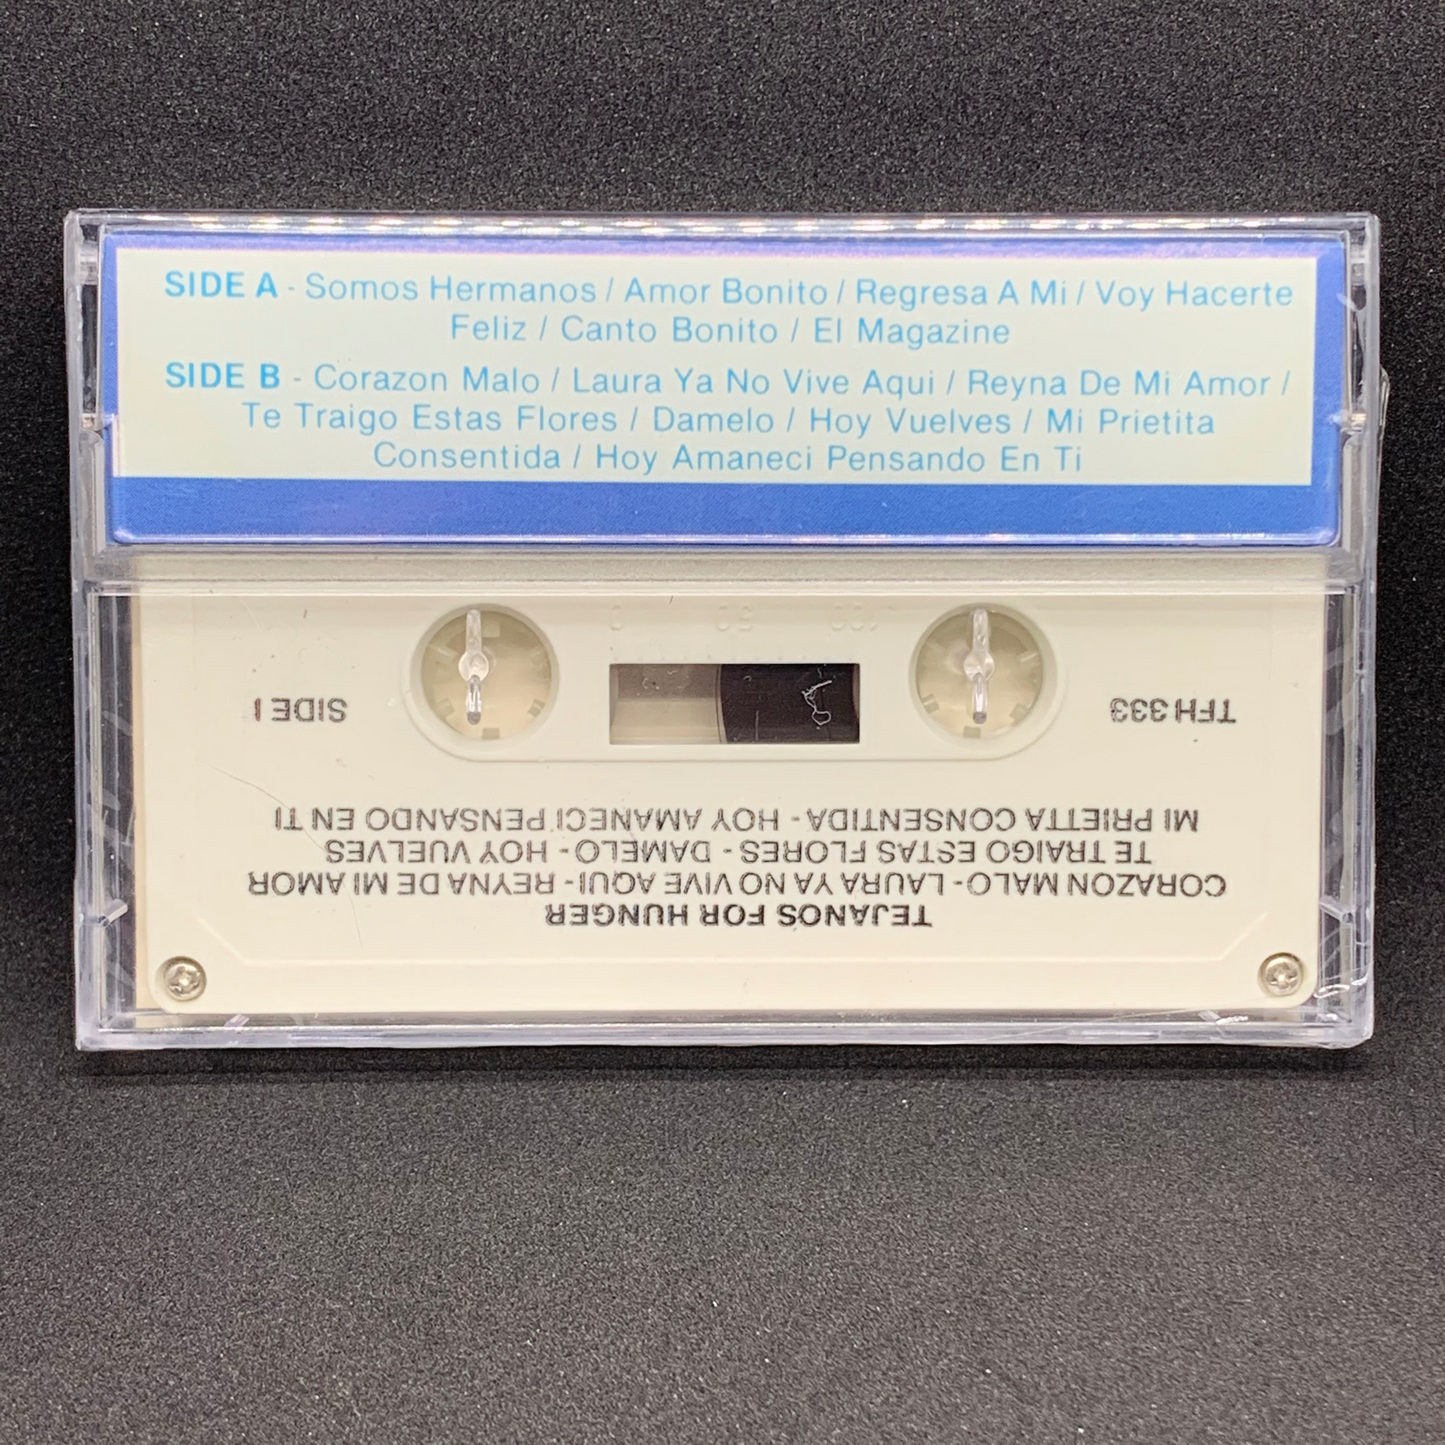 SIDE A - Somos Hermanos / Amor Bonito / Regresa A Mi / Voy Hacerte
Feliz / Canto Bonito / El Magazine
SIDE B - Corazon Malo / Laura Ya No Vive Aqui / Reyna De Mi Amor /
Te Traigo Estas Flores / Damelo / Hoy Vuelves / Mi Prietita
Consentida / Hoy Amaneci Pensando En Ti
TEJANOS FOR HUNGER
CORAZON MALO - LAURA YA NO VIVE AQUI - REYNA DE MI AMOR
TE TRAIGO ESTAS FLORES - DAMELO - HOY VUELVES
MI PRIETTA CONSENTIDA - HOY AMANECI PENSANDO EN TI
TFH 333
SIDE I